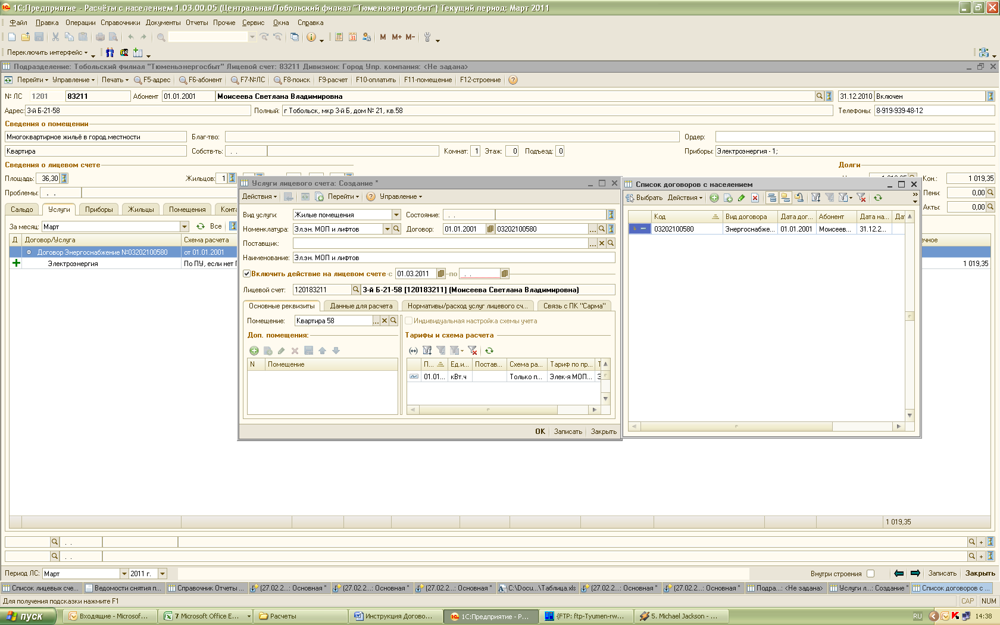 1С:Предприятие - Расчёты с населением 1.03.00.05 (Центральная/Тобольский филиал "Тюменьэнергосбыт") Текущий период: Март 2011
Файл Правка Операции Справочники Документы Отчеты Прочие Сервис Окна Справка
M M+ M-
Переключить интерфейс
Подразделение: Тобольский филиал "Тюменьэнергосбыт" Лицевой счет: 83211 Дивизион: Город Упр. компания: <Не задана>
Перейти Управление Печать F5-адрес F6-абонент F7-№ЛС F8-поиск F9-расчет F10-оплатить F11-помещение F12-строение
№ ЛС 1201 83211 Абонент 01.01.2001 Моисеева Светлана Владимировна 31.12.2010 Включен
Адрес: 3-й Б-21-58 Полный: г Тобольск, мкр 3-й Б, дом № 21, кв.58 Телефоны: 8-919-939-48-12
Сведения о помещении
Многоквартирное жильё в город.местности Благ-тво: Ордер:
Квартира Собств-ть: . . Комнат: 1 Этаж: 0 Подъезд: 0 Приборы: Электроэнергия - 1;
Сведения о лицевом счете Долги
Площадь: 36,30 Жильцов: 1 Кон.: 1 019,35
Проблемы: . . Пени: 0,00
Акты: 0,00
Сальдо Услуги Приборы Жильцы Помещения Конта
За месяц: Март Все
Д Договор/Услуга Схема расчета ечное
Договор Энергоснабжение №03202100580 от 01.01.2001
Электроэнергия По ПУ, если нет 1 019,35
Услуги лицевого счета: Создание *
Действия Перейти Управление
Вид услуги: Жилые помещения Состояние: . .
Номенклатура: Эл.эн. МОП и лифтов Договор: 01.01.2001 03202100580
Поставщик:
Наименование: Эл.эн. МОП и лифтов
Включить действие на лицевом счете с 01.03.2011 по . .
Лицевой счет: 120183211 3-й Б-21-58 [120183211] (Моисеева Светлана Владимировна)
Основные реквизиты Данные для расчета Нормативы/расход услуг лицевого сч... Связь с ПК "Сарма"
Помещение: Квартира 58 Индивидуальная настройка схемы учета
Доп. помещения: Тарифы и схема расчета
N Помещение П... Ед.и... Постав... Схема ра... Тариф по пр... Т
01.01... кВт.ч Только п... Элек-я МОП... Э
OK Записать Закрыть
Список договоров с населением
Выбрать Действия
Код Вид договора Дата дог... Абонент Дата на... Дат
03202100580 Энергоснабже... 01.01.2001 Моисеев... 31.12.2...
1 019,35
. .
. .
Период ЛС: Март 2011 г. Внутри строения Записать Закрыть
Список лицевых сче... Ведомости снятия п... Справочник Отчеты ... (27.02.2...: Основная * (27.02.2...: Основная * (27.02.2...: Основная * C:\Docu...\Таблица.xls (27.02.2...: Основная * (27.02.2...: Основная * Подра...: <Не задана> Услуги л...: Создание * Список договоров с ...
Для получения подсказки нажмите F1 CAP NUM
пуск Входящие - Microsof... 7 Microsoft Office E... Расчеты Инструкция Догово... 1С:Предприятие - Р... {FTP: ftp-Tyumen-rw... 5. Michael Jackson - ... RU 14:38